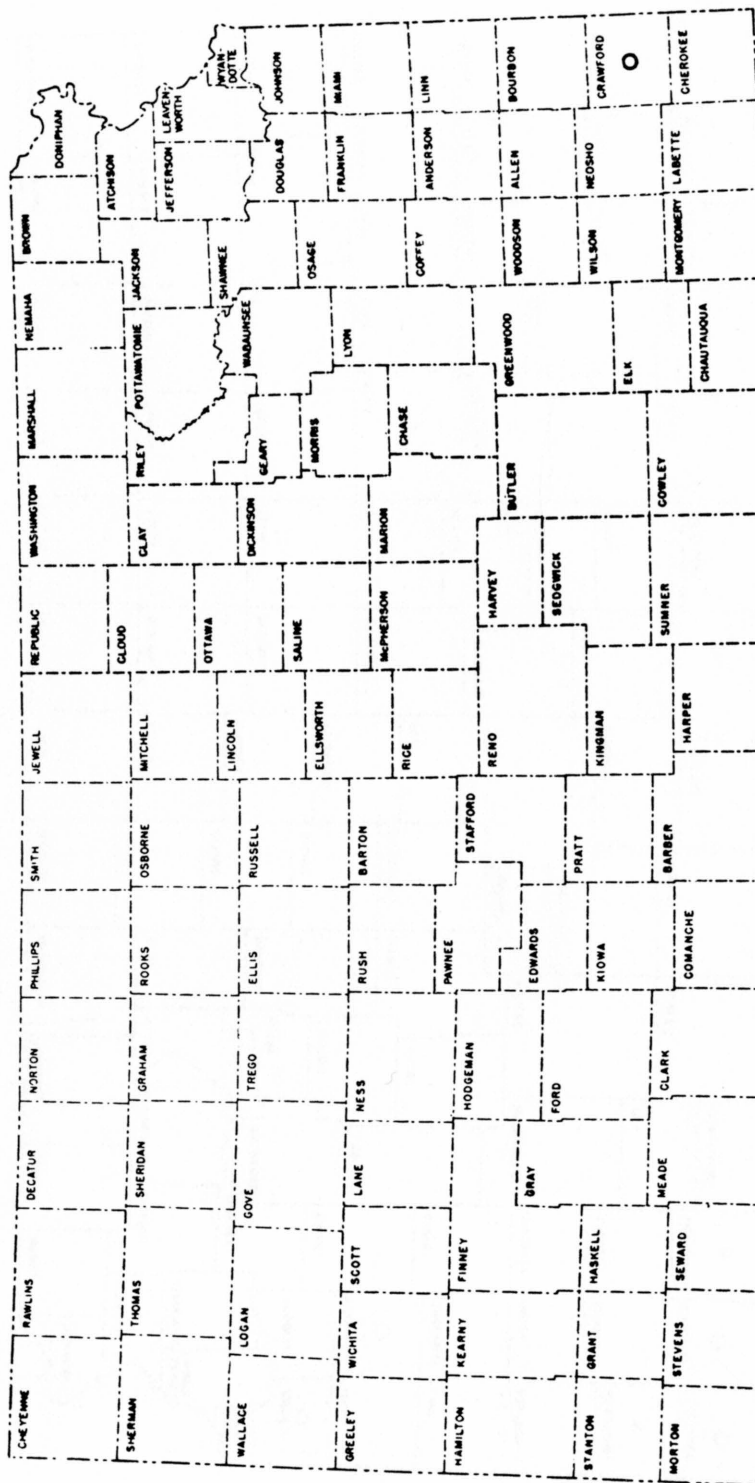 CHEYENNE
RAWLINS
DECATUR
NORTON
PHILLIPS
SMITH
JEWELL
REPUBLIC
WASHINGTON
MARSHALL
NEMAHA
BROWN
DONIPHAN
SHERMAN
THOMAS
SHERIDAN
GRAHAM
ROOKS
OSBORNE
MITCHELL
CLOUD
CLAY
RILEY
POTTAWATOMIE
JACKSON
ATCHISON
JEFFERSON
LEAVEN
WORTH
WYAN-
DOTTE
WALLACE
LOGAN
GOVE
TREGO
ELLIS
RUSSELL
LINCOLN
OTTAWA
DICKINSON
GEARY
WABAUNSEE
SHAWNEE
DOUGLAS
JOHNSON
GREELEY
WICHITA
SCOTT
LANE
NESS
RUSH
BARTON
ELLSWORTH
SALINE
MORRIS
OSAGE
FRANKLIN
MIAMI
HAMILTON
KEARNY
FINNEY
HODGEMAN
PAWNEE
STAFFORD
RICE
McPHERSON
MARION
CHASE
LYON
COFFEY
ANDERSON
LINN
GRAY
FORD
EDWARDS
PRATT
RENO
HARVEY
BUTLER
GREENWOOD
WOODSON
ALLEN
BOURBON
STANTON
GRANT
HASKELL
KIOWA
KINGMAN
SEDGWICK
ELK
WILSON
NEOSHO
CRAWFORD
MORTON
STEVENS
SEWARD
MEADE
CLARK
COMANCHE
BARBER
HARPER
SUMNER
COWLEY
CHAUTAUQUA
MONTGOMERY
LABETTE
CHEROKEE